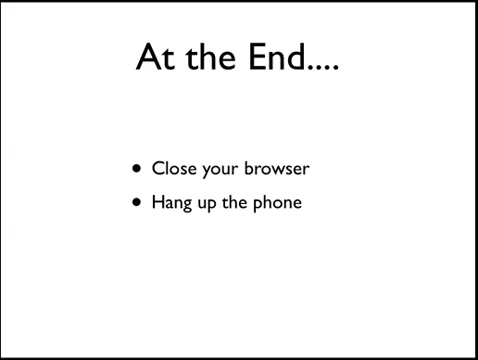 At the End....
• Close your browser
• Hang up the phone